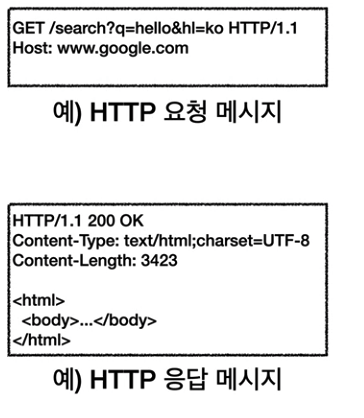 GET /search?q=hello&hl=ko HTTP/1.1
Host: www.google.com
예) HTTP 요청 메시지
HTTP/1.1 200 OK
Content-Type: text/html;charset=UTF-8
Content-Length: 3423
<html>
<body>...</body>
</html>
예) HTTP 응답 메시지